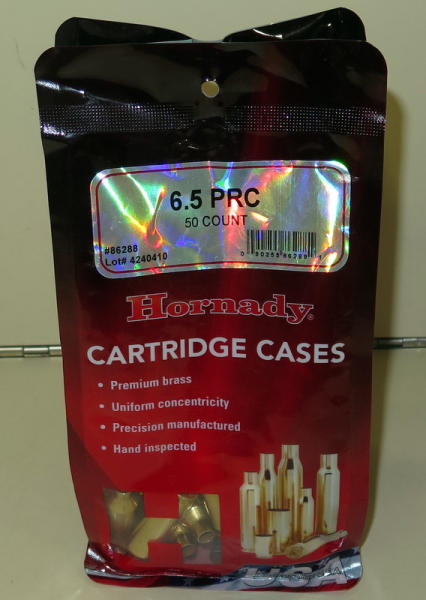 6.5 PRC
50 COUNT
#86288
Lot# 4240410
Hornady®
CARTRIDGE CASES
• Premium brass
• Uniform concentricity
• Precision manufactured
• Hand inspected
USA